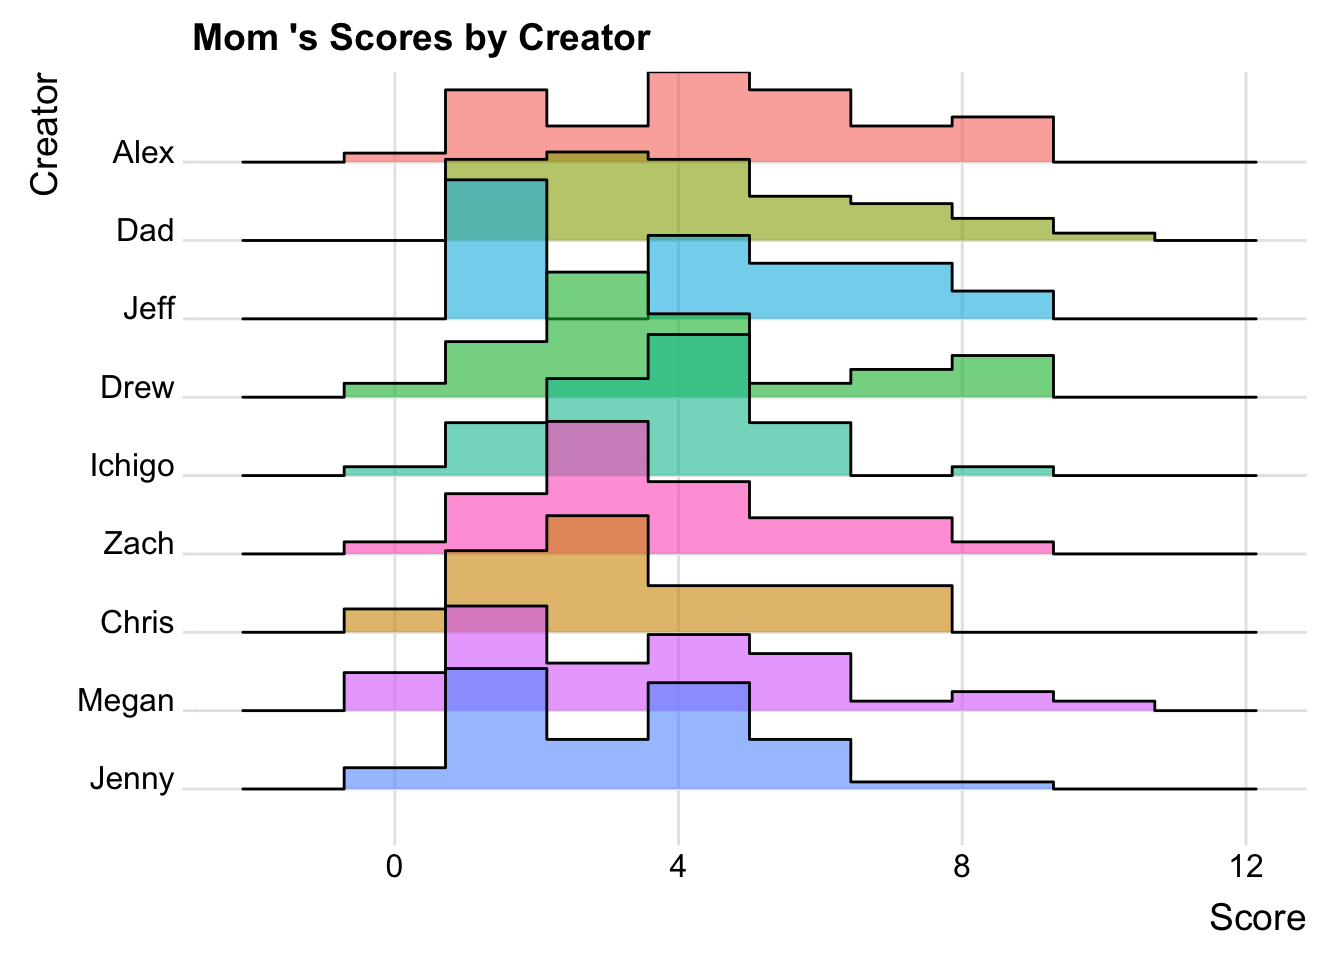 Mom 's Scores by Creator
Creator
Alex
Dad
Jeff
Drew
Ichigo
Zach
Chris
Megan
Jenny
0 4 8 12
Score